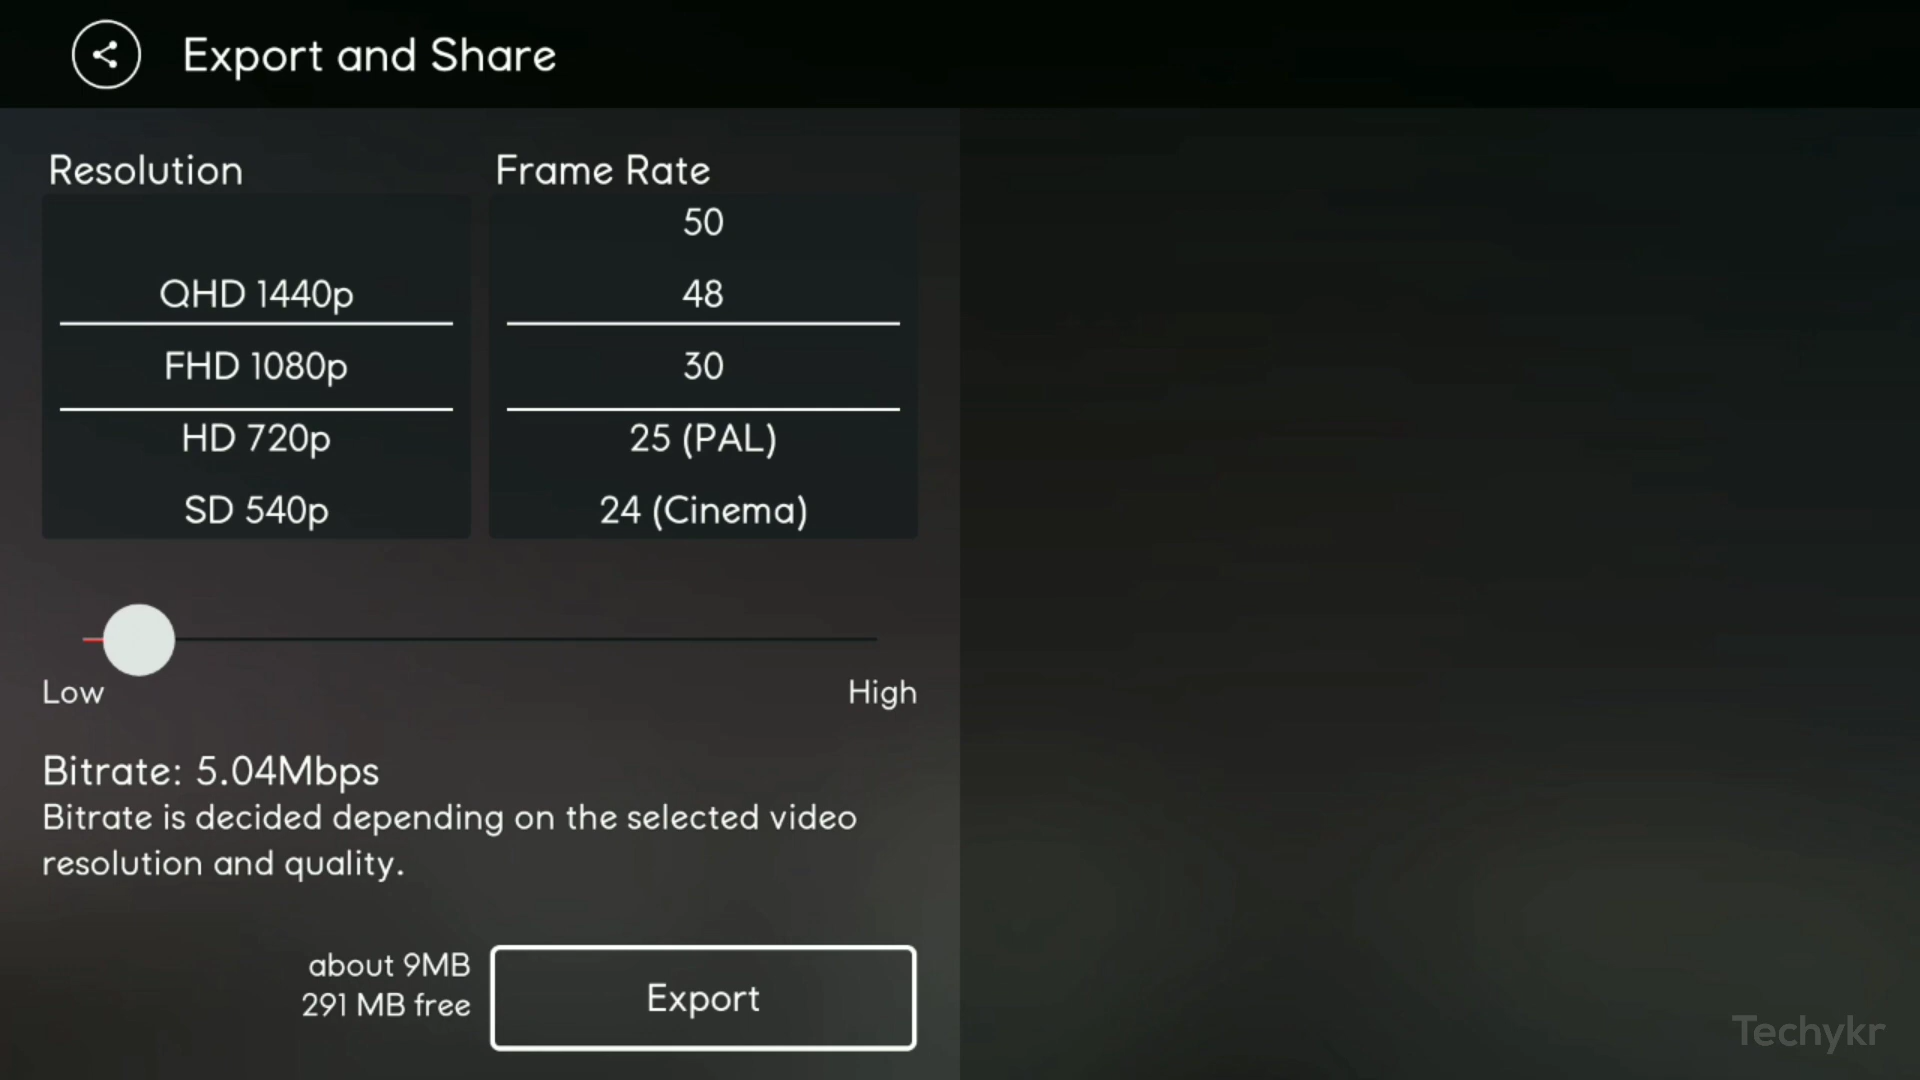 Export and Share
Resolution
QHD 1440p
FHD 1080p
HD 720p
SD 540p
Frame Rate
50
48
30
25 (PAL)
24 (Cinema)
Low
High
Bitrate: 5.04Mbps
Bitrate is decided depending on the selected video
resolution and quality.
about 9MB
291 MB free
Export
Techykr